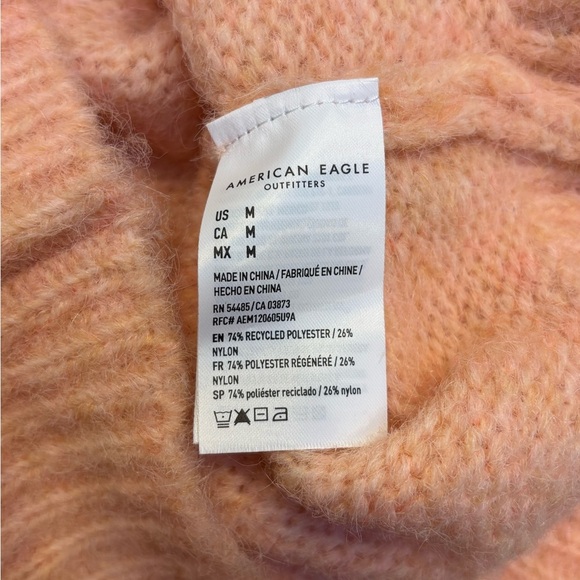 AMERICAN EAGLE
OUTFITTERS
US M
CA M
MX M
MADE IN CHINA / FABRIQUÉ EN CHINE /
HECHO EN CHINA
RN 54485/CA 03873
RFC# AEM120605U9A
EN 74% RECYCLED POLYESTER / 26%
NYLON
FR 74% POLYESTER RÉGÉNÉRÉ / 26%
NYLON
SP 74% poliéster reciclado / 26% nylon